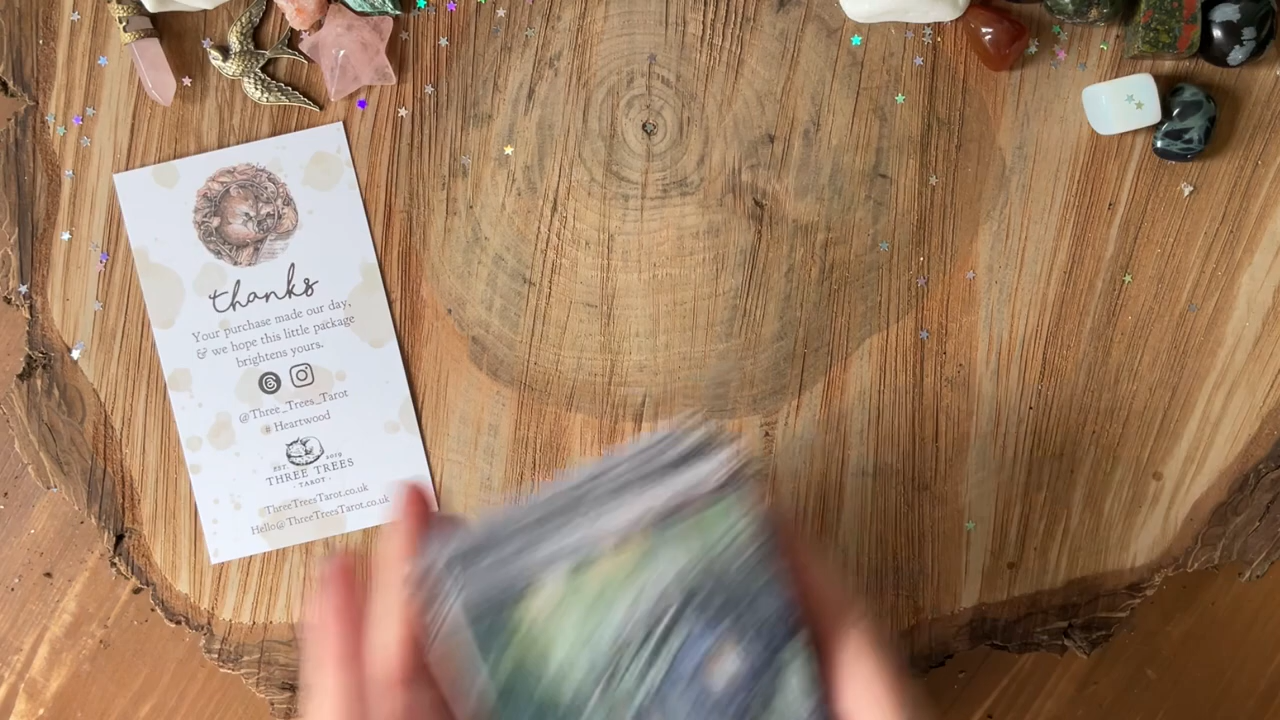 thanks
Your purchase made our day,
& we hope this little package
brightens yours.
@Three_Trees_Tarot
# Heartwood
EST. 2019
THREE TREES
· TAROT ·
ThreeTreesTarot.co.uk
Hello@ThreeTreesTarot.co.uk